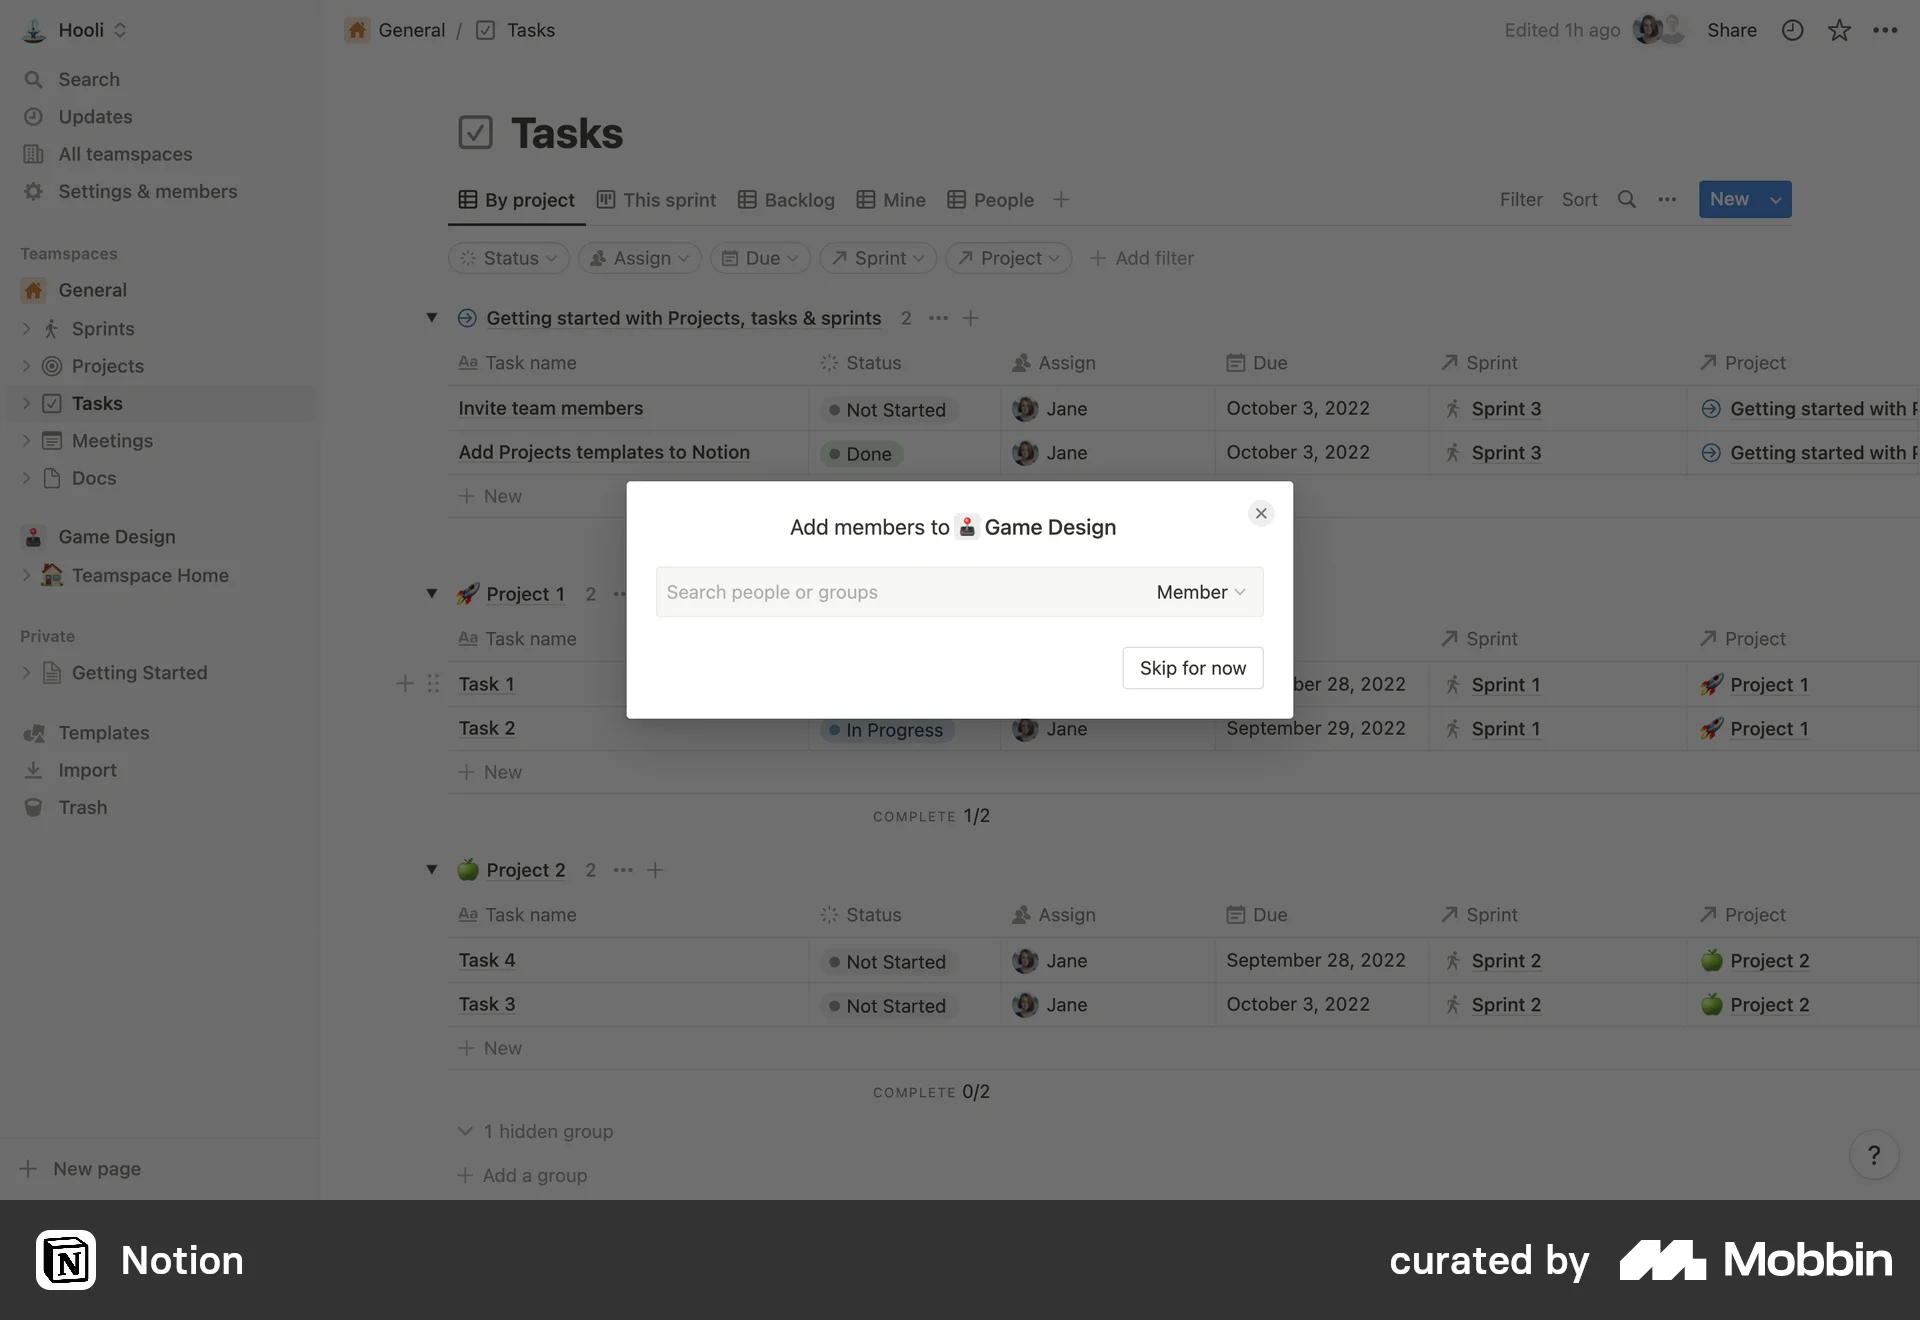 Hooli
General / Tasks
Edited 1h ago
Share
Search
Updates
All teamspaces
Settings & members
Teamspaces
General
Sprints
Projects
Tasks
Meetings
Docs
Game Design
Teamspace Home
Private
Getting Started
Templates
Import
Trash
New page
Tasks
By project This sprint Backlog Mine People
Filter Sort New
Status Assign Due Sprint Project Add filter
Getting started with Projects, tasks & sprints 2
Aa Task name Status Assign Due Sprint Project
Invite team members Not Started Jane October 3, 2022 Sprint 3 Getting started with
Add Projects templates to Notion Done Jane October 3, 2022 Sprint 3 Getting started with
New
Add members to Game Design
Search people or groups Member
Skip for now
Project 1 2
Aa Task name Sprint Project
Task 1 ber 28, 2022 Sprint 1 Project 1
Task 2 In Progress Jane September 29, 2022 Sprint 1 Project 1
New
COMPLETE 1/2
Project 2 2
Aa Task name Status Assign Due Sprint Project
Task 4 Not Started Jane September 28, 2022 Sprint 2 Project 2
Task 3 Not Started Jane October 3, 2022 Sprint 2 Project 2
New
COMPLETE 0/2
1 hidden group
Add a group
?
N Notion
curated by Mobbin